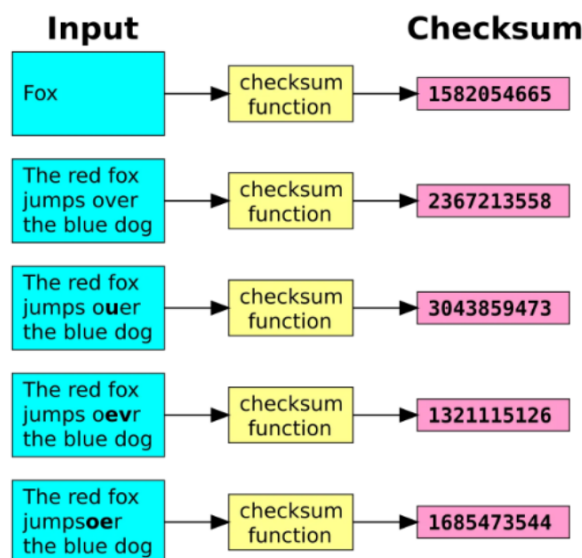 Input Checksum
Fox
checksum
function
1582054665
The red fox
jumps over
the blue dog
checksum
function
2367213558
The red fox
jumps ouer
the blue dog
checksum
function
3043859473
The red fox
jumps oevr
the blue dog
checksum
function
1321115126
The red fox
jumpsoer
the blue dog
checksum
function
1685473544